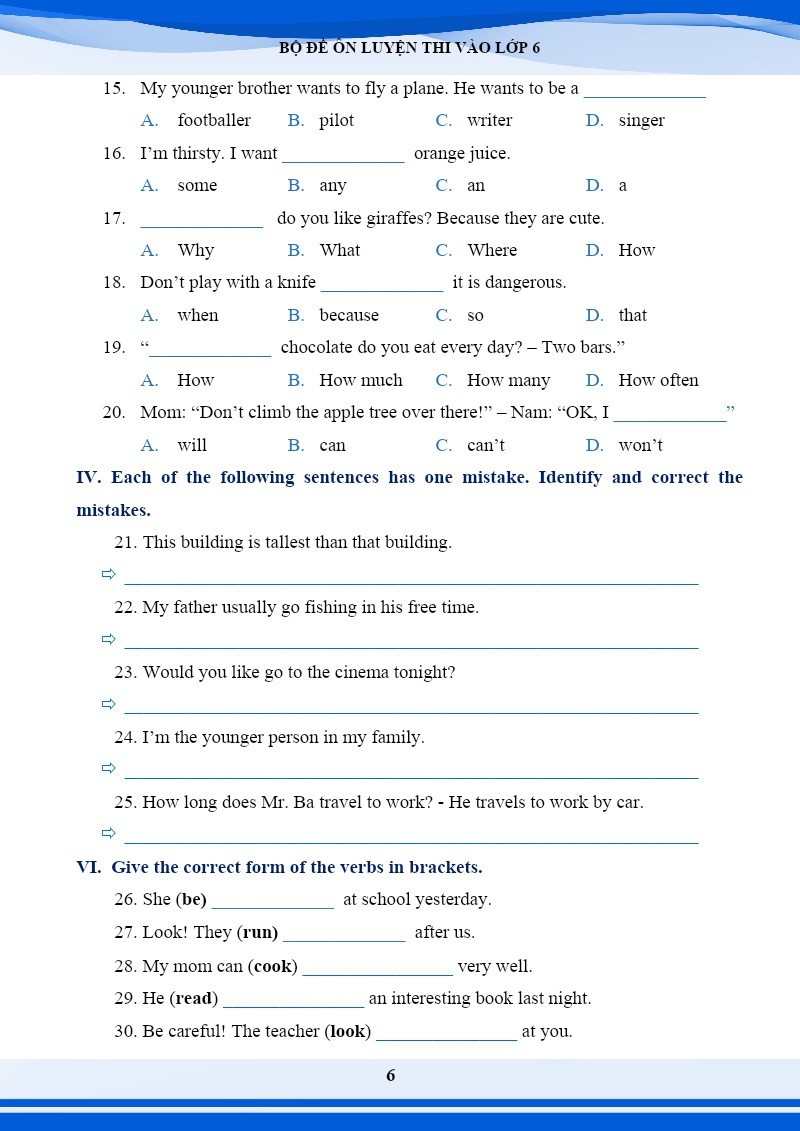 BỘ ĐỀ ÔN LUYỆN THI VÀO LỚP 6
15. My younger brother wants to fly a plane. He wants to be a _____________
A. footballer B. pilot C. writer D. singer
16. I’m thirsty. I want _____________ orange juice.
A. some B. any C. an D. a
17. _____________ do you like giraffes? Because they are cute.
A. Why B. What C. Where D. How
18. Don’t play with a knife _____________ it is dangerous.
A. when B. because C. so D. that
19. “_____________ chocolate do you eat every day? – Two bars.”
A. How B. How much C. How many D. How often
20. Mom: “Don’t climb the apple tree over there!” – Nam: “OK, I ____________”
A. will B. can C. can’t D. won’t
IV. Each of the following sentences has one mistake. Identify and correct the
mistakes.
21. This building is tallest than that building.
⇨ _____________________________________________________________
22. My father usually go fishing in his free time.
⇨ _____________________________________________________________
23. Would you like go to the cinema tonight?
⇨ _____________________________________________________________
24. I’m the younger person in my family.
⇨ _____________________________________________________________
25. How long does Mr. Ba travel to work? - He travels to work by car.
⇨ _____________________________________________________________
VI. Give the correct form of the verbs in brackets.
26. She (be) _____________ at school yesterday.
27. Look! They (run) _____________ after us.
28. My mom can (cook) ________________ very well.
29. He (read) _______________ an interesting book last night.
30. Be careful! The teacher (look) _______________ at you.
6